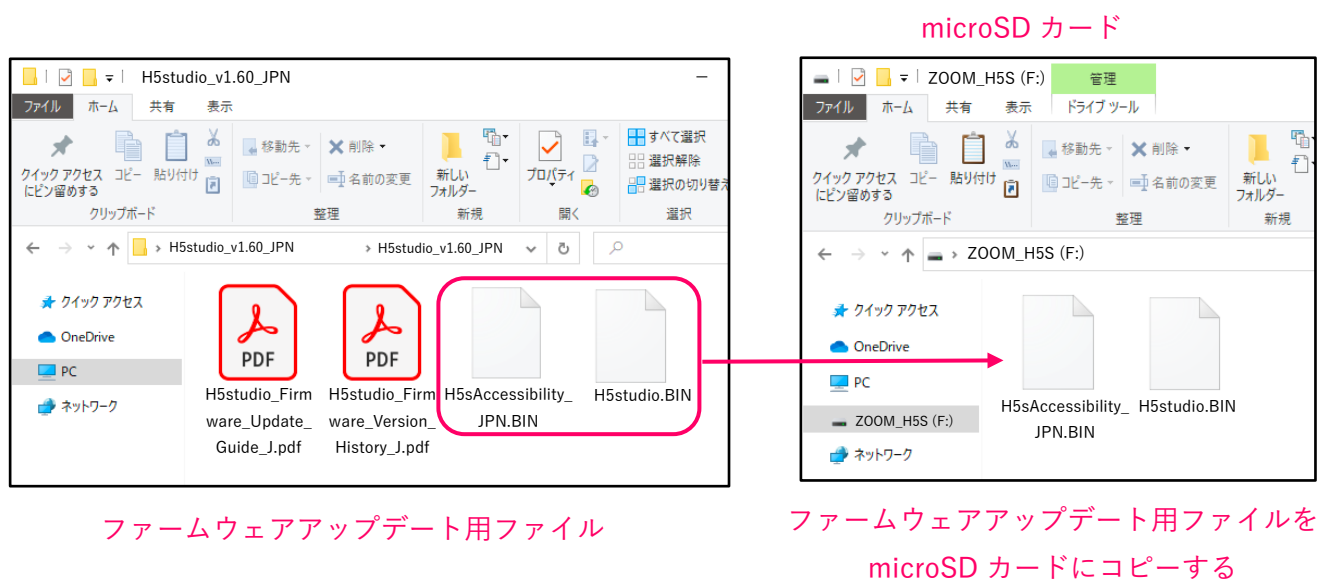 microSD カード
H5studio_v1.60_JPN
ファイル ホーム 共有 表示
クイック アクセス
にピン留めする
コピー
貼り付け
移動先
コピー先
削除
名前の変更
新しい
フォルダー
プロパティ
すべて選択
選択解除
選択の切り替え
クリップボード 整理 新規 開く 選択
H5studio_v1.60_JPN > H5studio_v1.60_JPN
クイック アクセス
OneDrive
PC
ネットワーク
PDF
H5studio_Firm
ware_Update_
Guide_J.pdf
PDF
H5studio_Firm
ware_Version_
History_J.pdf
H5sAccessibility_
JPN.BIN
H5studio.BIN
ファームウェアアップデート用ファイル
ZOOM_H5S (F:) 管理
ファイル ホーム 共有 表示 ドライブ ツール
クイック アクセス
にピン留めする
コピー
貼り付け
移動先
コピー先
削除
名前の変更
新しい
フォルダー
クリップボード 整理 新規
ZOOM_H5S (F:)
クイック アクセス
OneDrive
PC
ZOOM_H5S (F:)
ネットワーク
H5sAccessibility_
JPN.BIN
H5studio.BIN
ファームウェアアップデート用ファイルを
microSD カードにコピーする